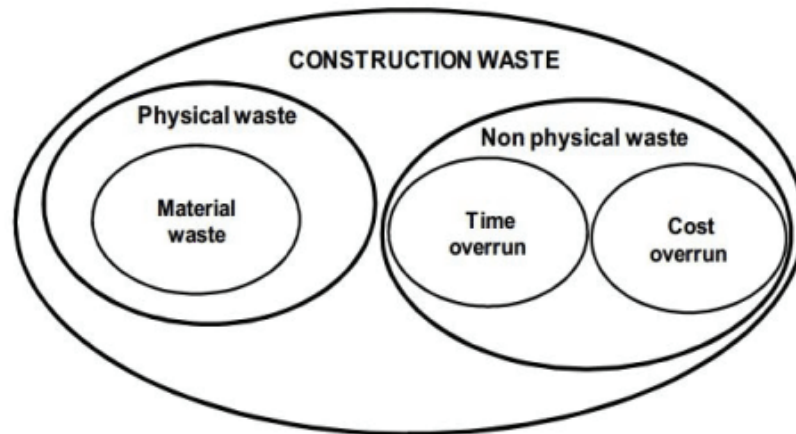 CONSTRUCTION WASTE
Physical waste
Non physical waste
Material
waste
Time
overrun
Cost
overrun